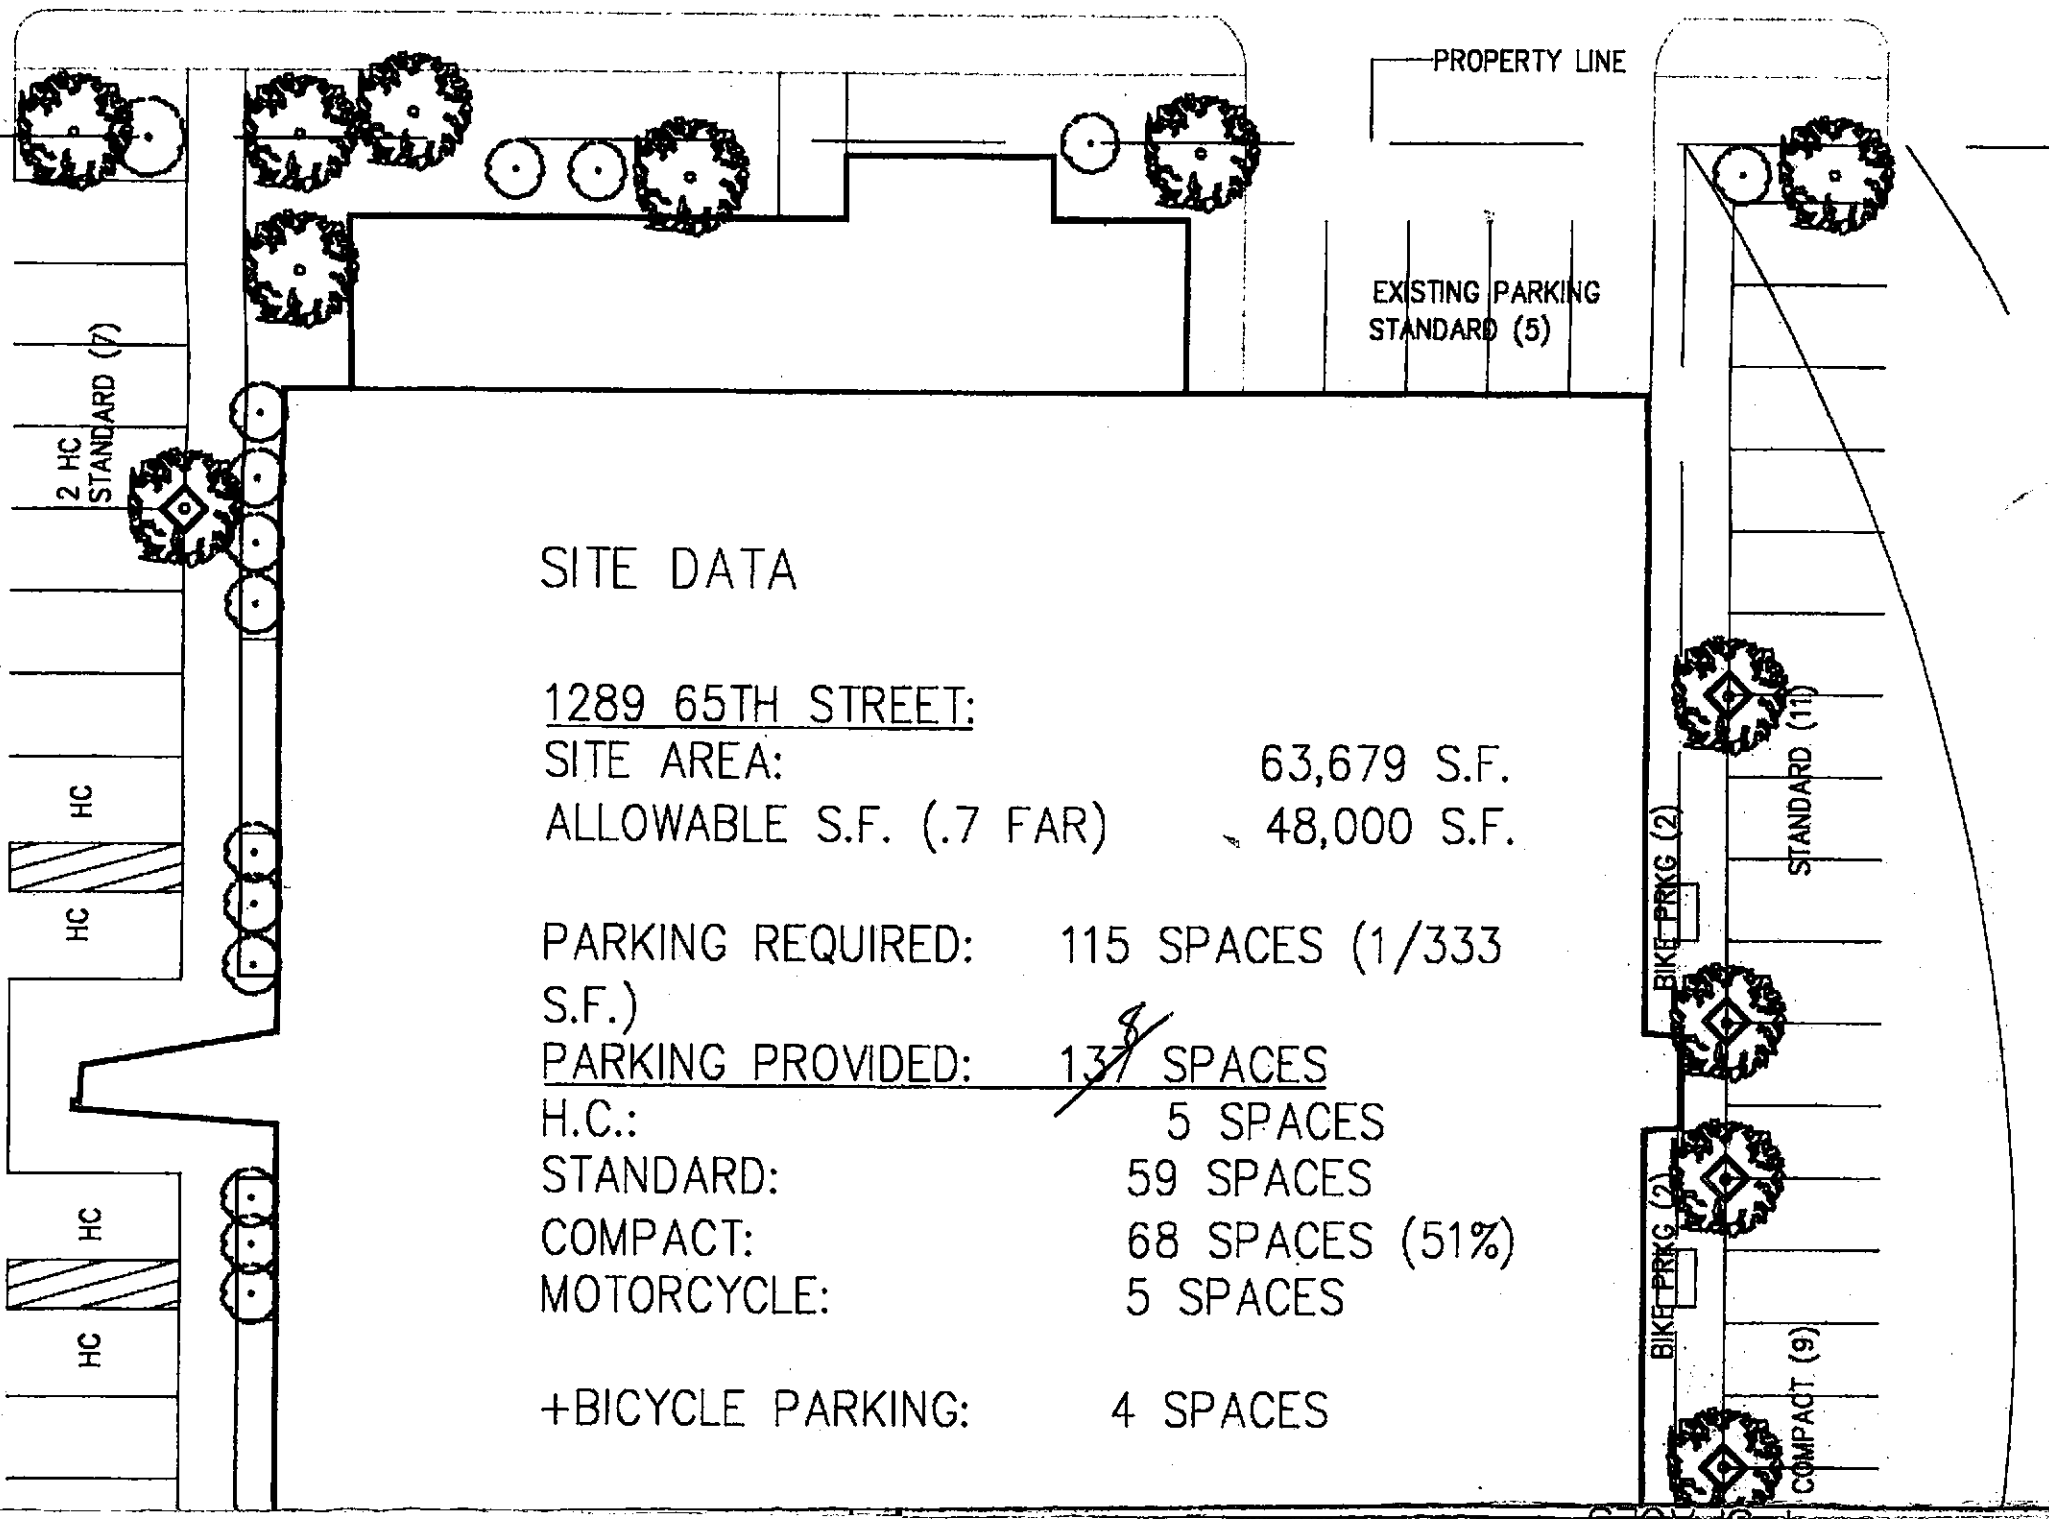 PROPERTY LINE
EXISTING PARKING
STANDARD (5)
2 HC
STANDARD (7)
SITE DATA
1289 65TH STREET:
SITE AREA: 63,679 S.F.
ALLOWABLE S.F. (.7 FAR) 48,000 S.F.
PARKING REQUIRED: 115 SPACES (1/333
S.F.)
8
PARKING PROVIDED: 137 SPACES
H.C.: 5 SPACES
STANDARD: 59 SPACES
COMPACT: 68 SPACES (51%)
MOTORCYCLE: 5 SPACES
+BICYCLE PARKING: 4 SPACES
HC
HC
HC
HC
STANDARD (11)
BIKE PRKG (2)
BIKE PRKG (2)
COMPACT (9)